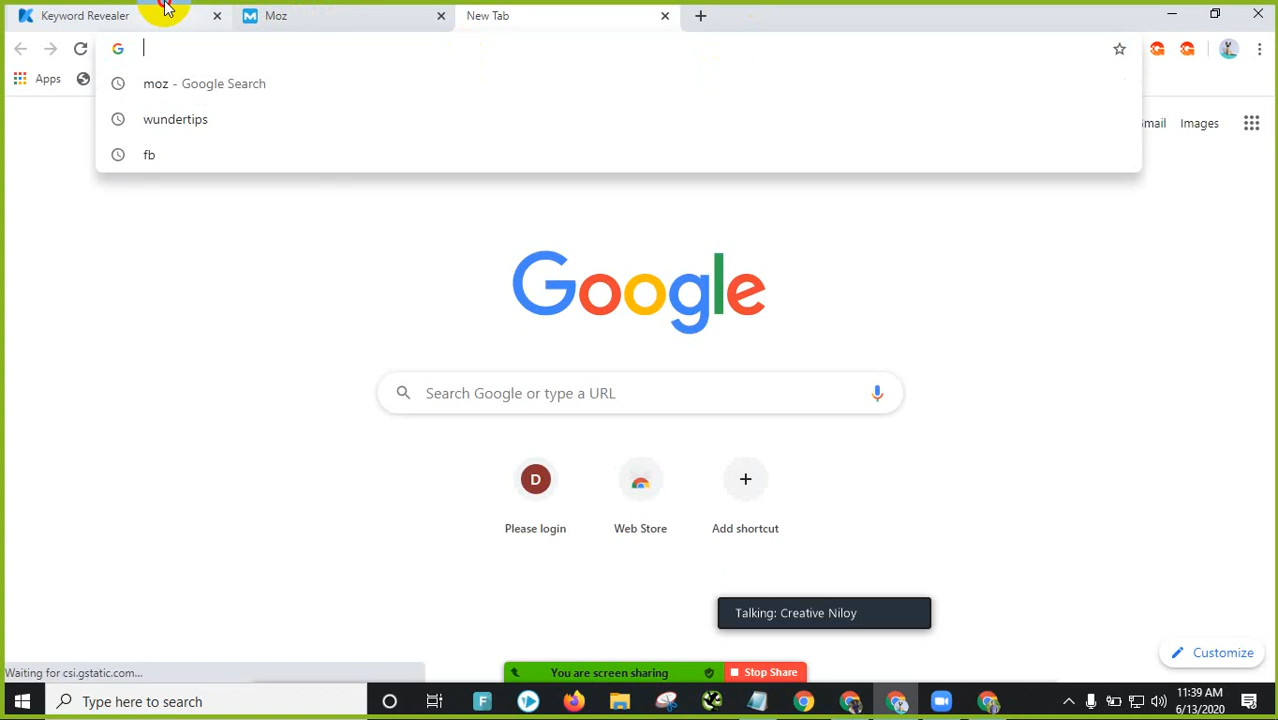 Keyword Revealer
Moz
New Tab
moz - Google Search
wundertips
fb
Apps
mail
Images
Google
Search Google or type a URL
D
Please login
Web Store
Add shortcut
Talking: Creative Niloy
Customize
Waiting for csi.gstatic.com...
You are screen sharing
Stop Share
Type here to search
11:39 AM
6/13/2020